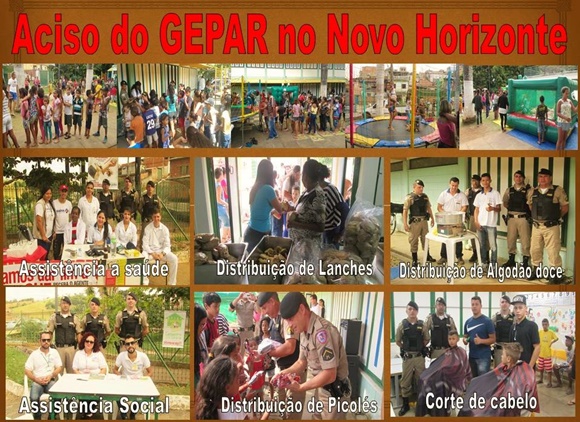 Aciso do GEPAR no Novo Horizonte
Assistência a saúde
Distribuição de Lanches
Distribuição de Algodão doce
Assistência Social
Distribuição de Picolés
Corte de cabelo